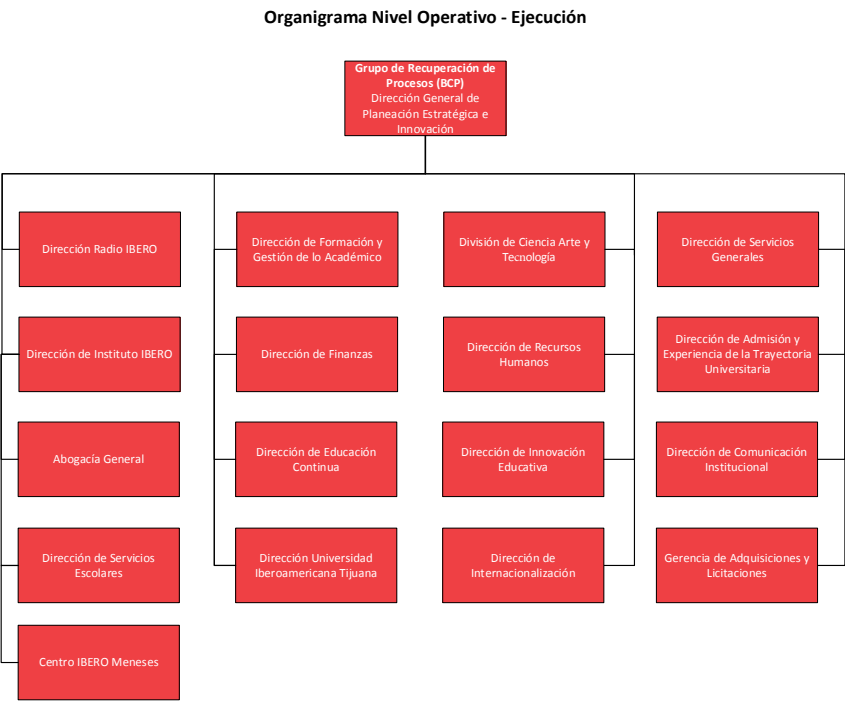 Organigrama Nivel Operativo - Ejecución
Grupo de Recuperación de
Procesos (BCP)
Dirección General de
Planeación Estratégica e
Innovación
Dirección Radio IBERO
Dirección de Formación y
Gestión de lo Académico
División de Ciencia Arte y
Tecnología
Dirección de Servicios
Generales
Dirección de Instituto IBERO
Dirección de Finanzas
Dirección de Recursos
Humanos
Dirección de Admisión y
Experiencia de la Trayectoria
Universitaria
Abogacía General
Dirección de Educación
Continua
Dirección de Innovación
Educativa
Dirección de Comunicación
Institucional
Dirección de Servicios
Escolares
Dirección Universidad
Iberoamericana Tijuana
Dirección de
Internacionalización
Gerencia de Adquisiciones y
Licitaciones
Centro IBERO Meneses